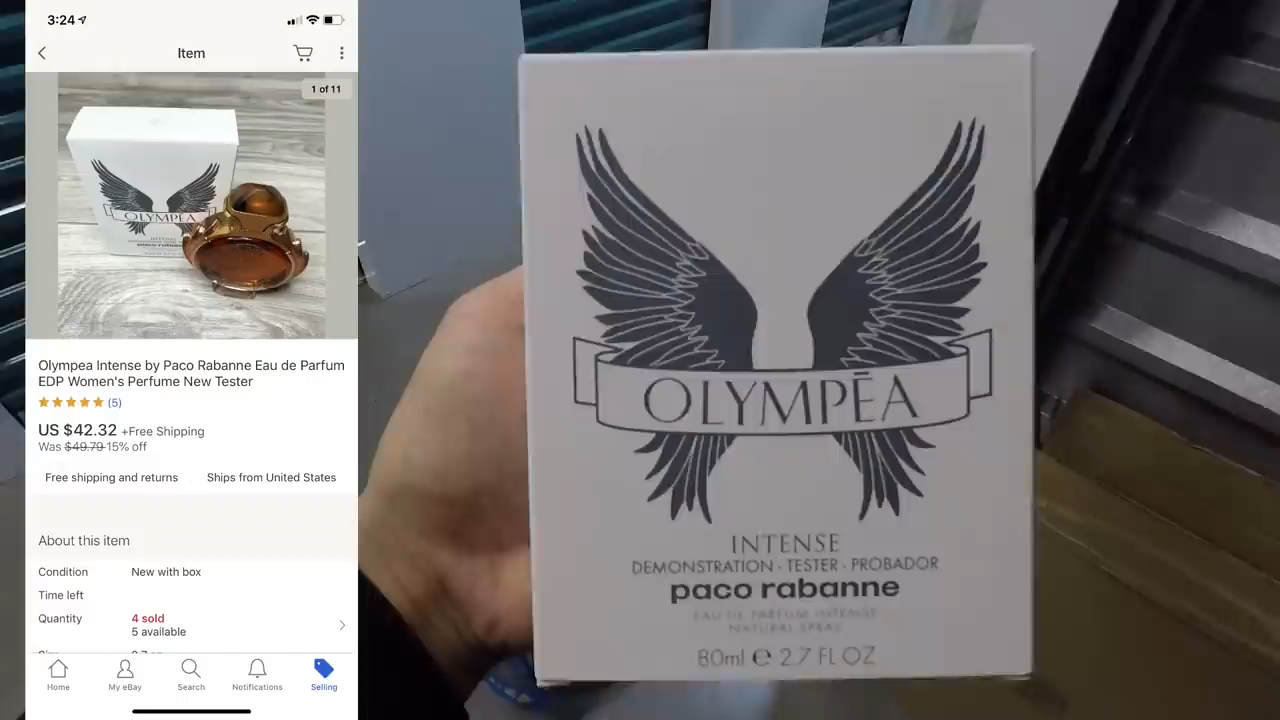 3:24
Item
1 of 11
OLYMPĒA
INTENSE
Olympea Intense by Paco Rabanne Eau de Parfum
EDP Women's Perfume New Tester
(5)
US $42.32 +Free Shipping
Was $49.79 15% off
Free shipping and returns
Ships from United States
About this item
Condition New with box
Time left
Quantity 4 sold
5 available
Home
My eBay
Search
Notifications
Selling
OLYMPĒA
INTENSE
DEMONSTRATION - TESTER - PROBADOR
paco rabanne
EAU DE PARFUM INTENSE
NATURAL SPRAY
80ml e 2.7 FL OZ